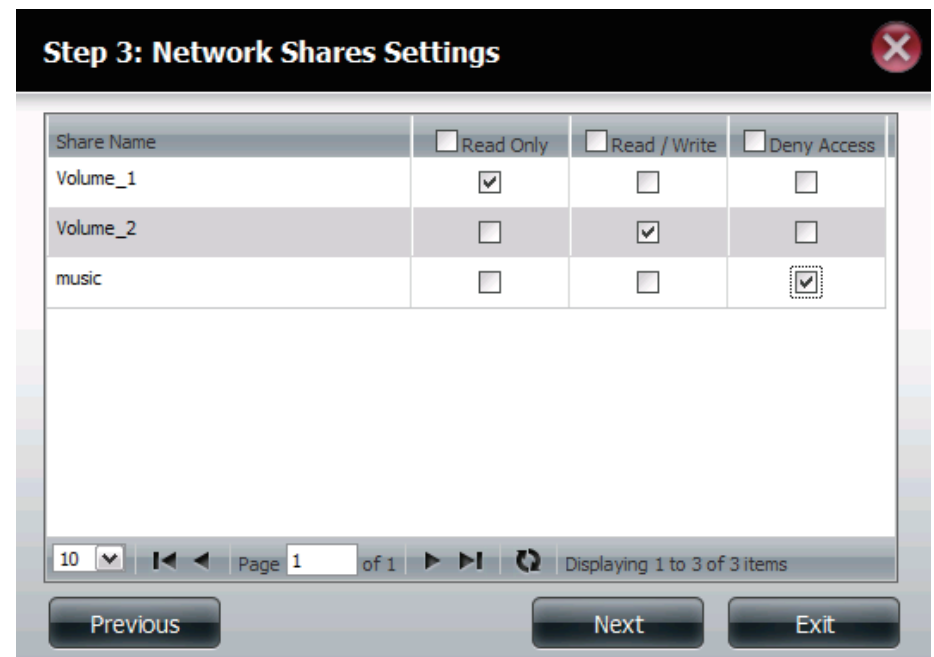 Step 3: Network Shares Settings
Share Name Read Only Read / Write Deny Access
Volume_1
Volume_2
music
10 Page 1 of 1 Displaying 1 to 3 of 3 items
Previous Next Exit